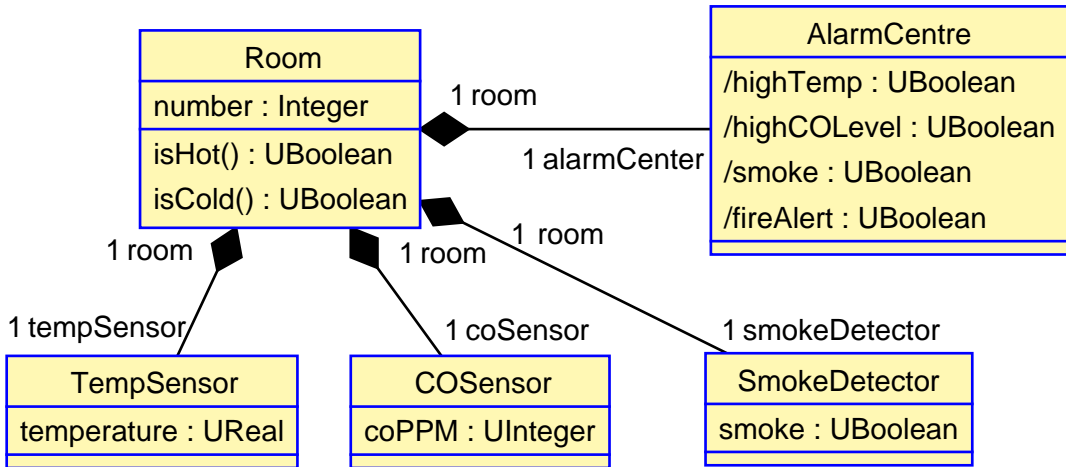 Room
number : Integer
isHot() : UBoolean
isCold() : UBoolean
AlarmCentre
/highTemp : UBoolean
/highCOLevel : UBoolean
/smoke : UBoolean
/fireAlert : UBoolean
1 room
1 alarmCenter
1 room
1 room
1 room
1 tempSensor
1 coSensor
1 smokeDetector
TempSensor
temperature : UReal
COSensor
coPPM : UInteger
SmokeDetector
smoke : UBoolean